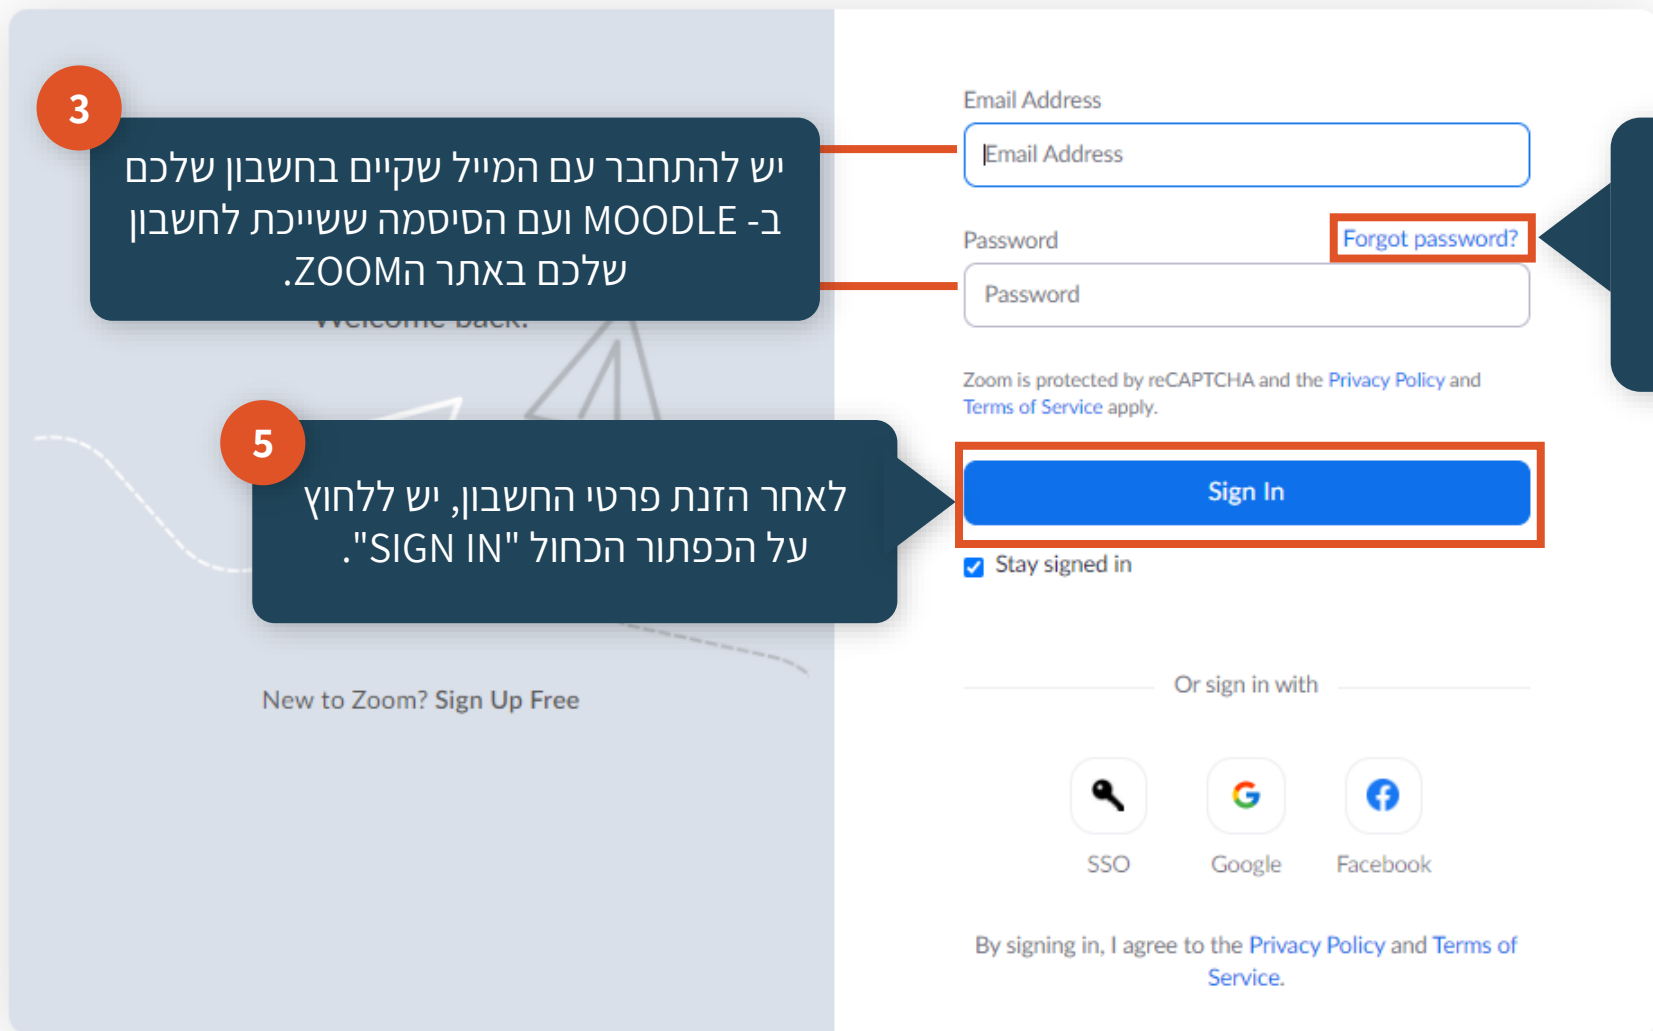 3
יש להתחבר עם המייל שקיים בחשבון שלכם
ב- MOODLE ועם הסיסמה ששייכת לחשבון
שלכם באתר הZOOM.
Welcome back.
5
לאחר הזנת פרטי החשבון, יש ללחוץ
על הכפתור הכחול "SIGN IN".
New to Zoom? Sign Up Free
Email Address
Email Address
Password
Forgot password?
Password
Zoom is protected by reCAPTCHA and the Privacy Policy and
Terms of Service apply.
Sign In
Stay signed in
Or sign in with
SSO
Google
Facebook
By signing in, I agree to the Privacy Policy and Terms of
Service.